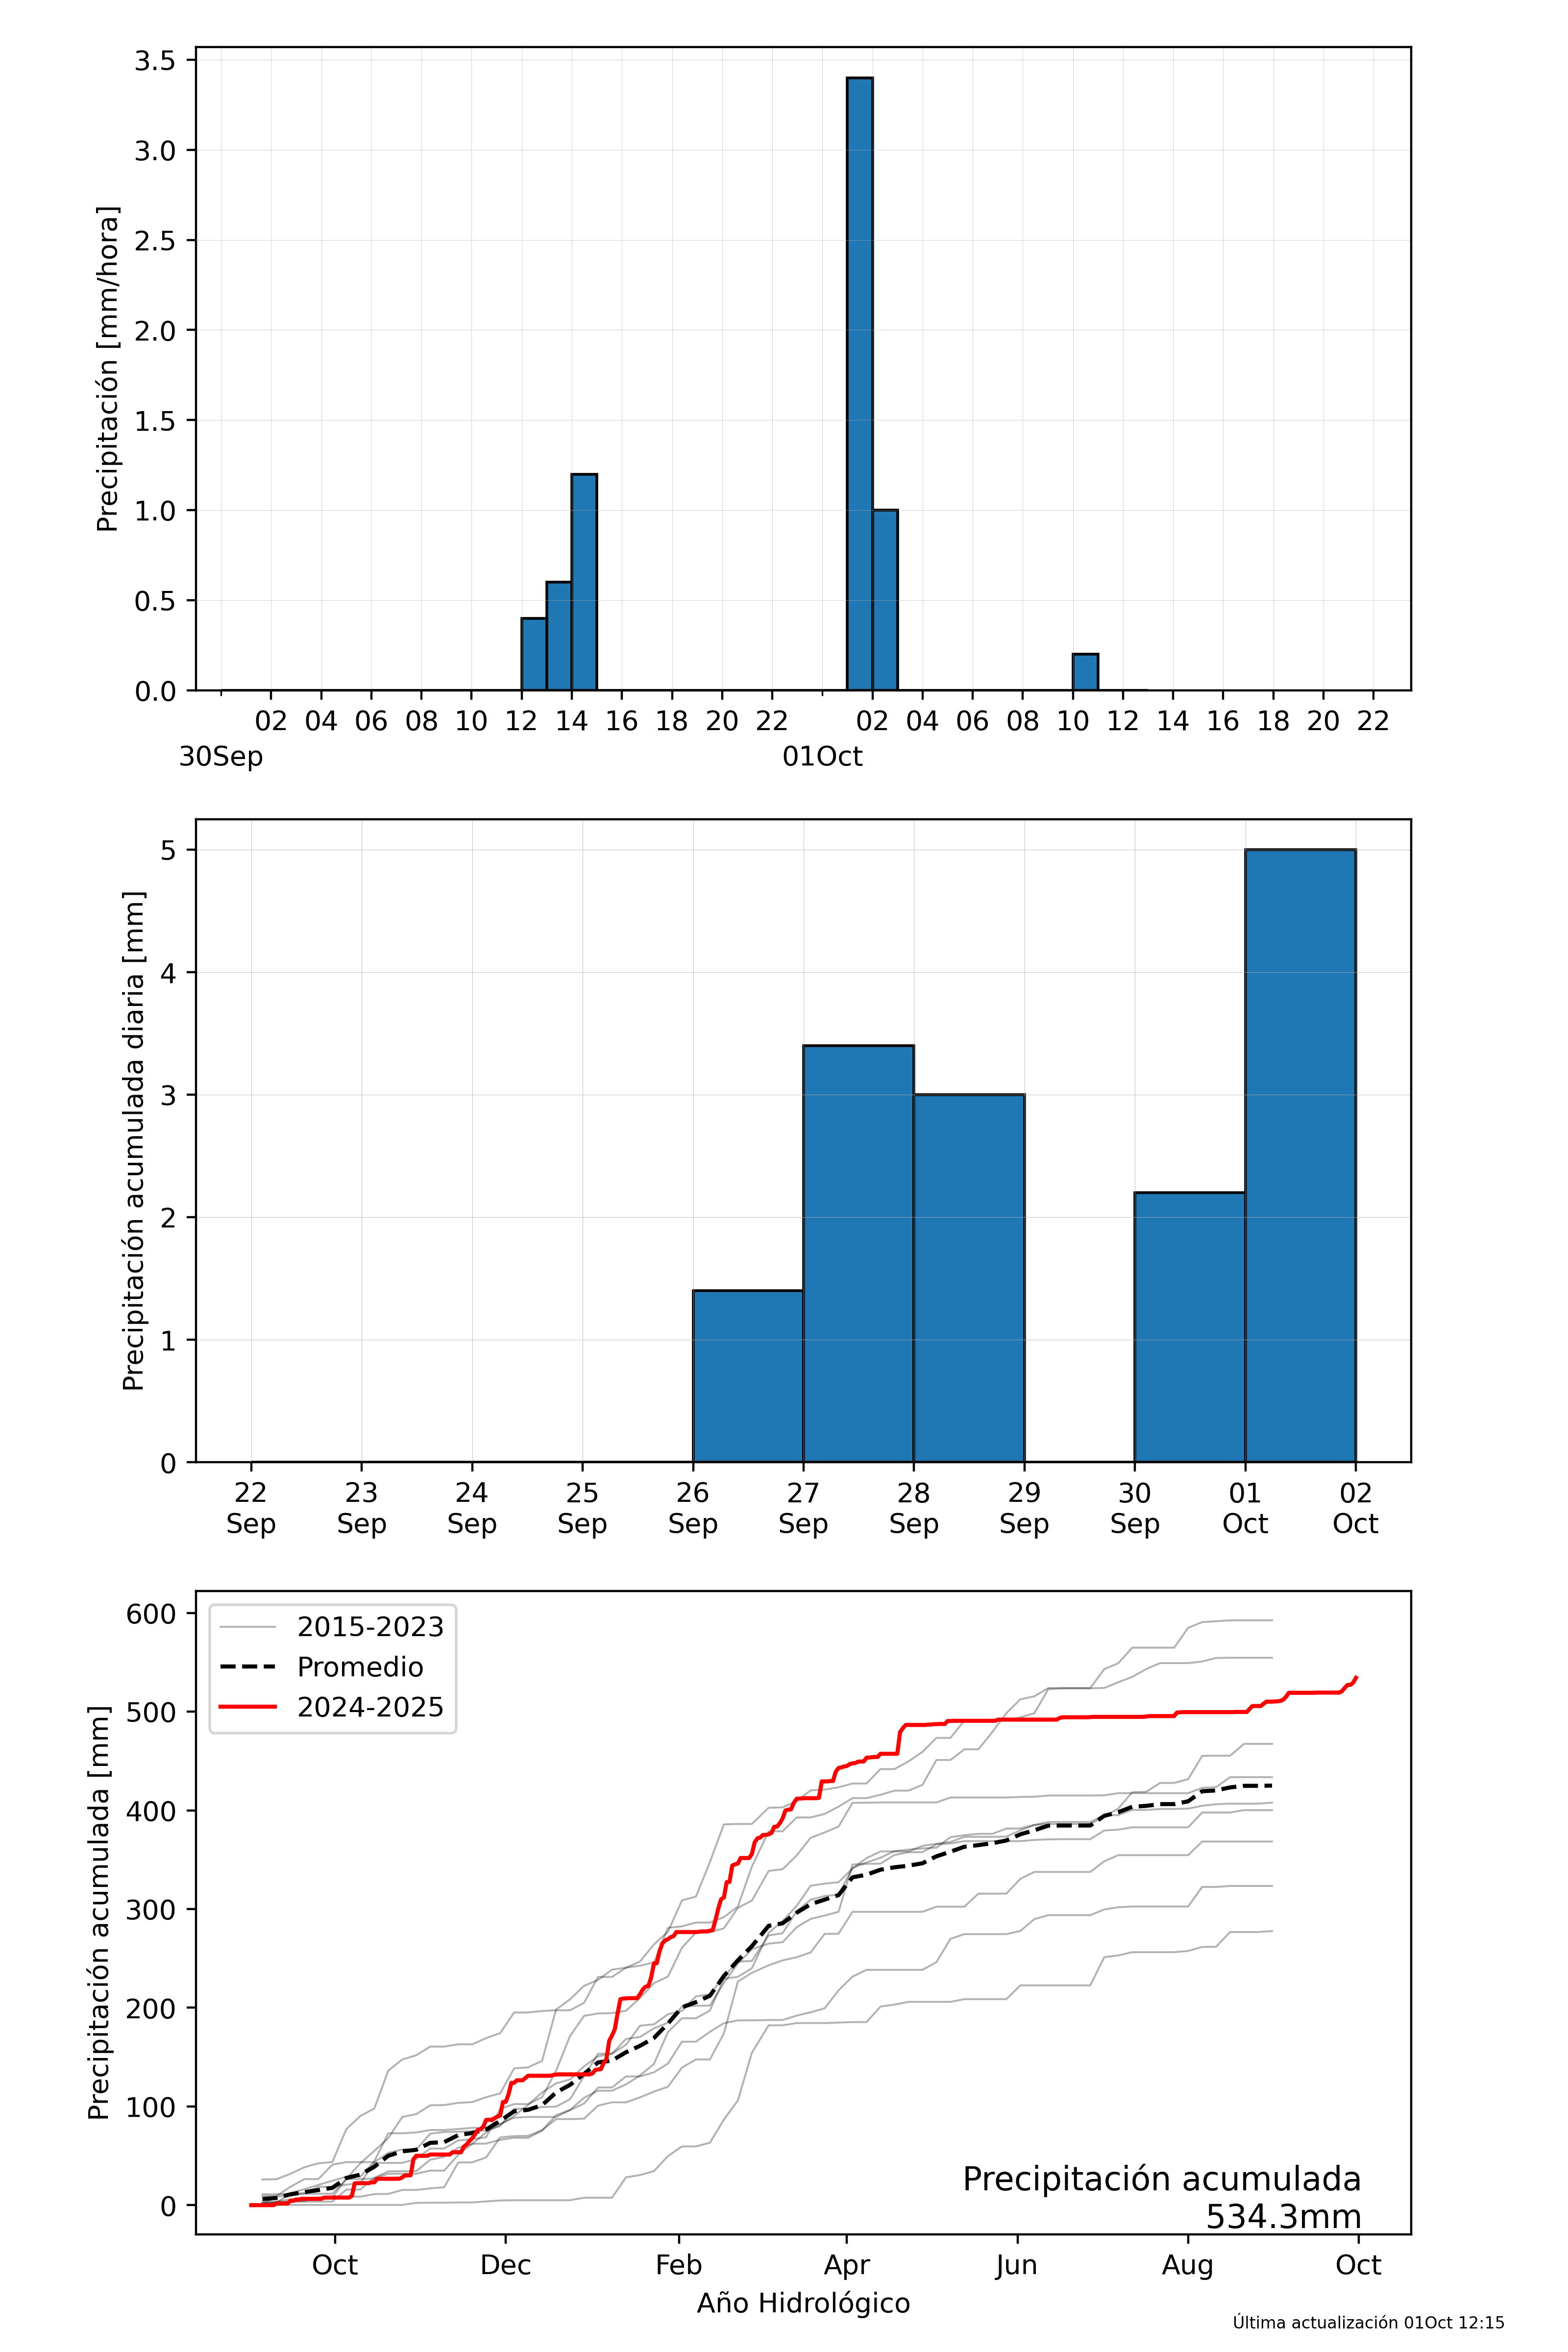 3.5
3.0
2.5
2.0
1.5
1.0
0.5
0.0
Precipitación [mm/hora]
02 04 06 08 10 12 14 16 18 20 22 02 04 06 08 10 12 14 16 18 20 22
30Sep 01Oct
5
4
3
2
1
0
Precipitación acumulada diaria [mm]
22 23 24 25 26 27 28 29 30 01 02
Sep Sep Sep Sep Sep Sep Sep Sep Sep Oct Oct
600
500
400
300
200
100
0
Precipitación acumulada [mm]
2015-2023
Promedio
2024-2025
Precipitación acumulada
534.3mm
Oct Dec Feb Apr Jun Aug Oct
Año Hidrológico
Última actualización 01Oct 12:15